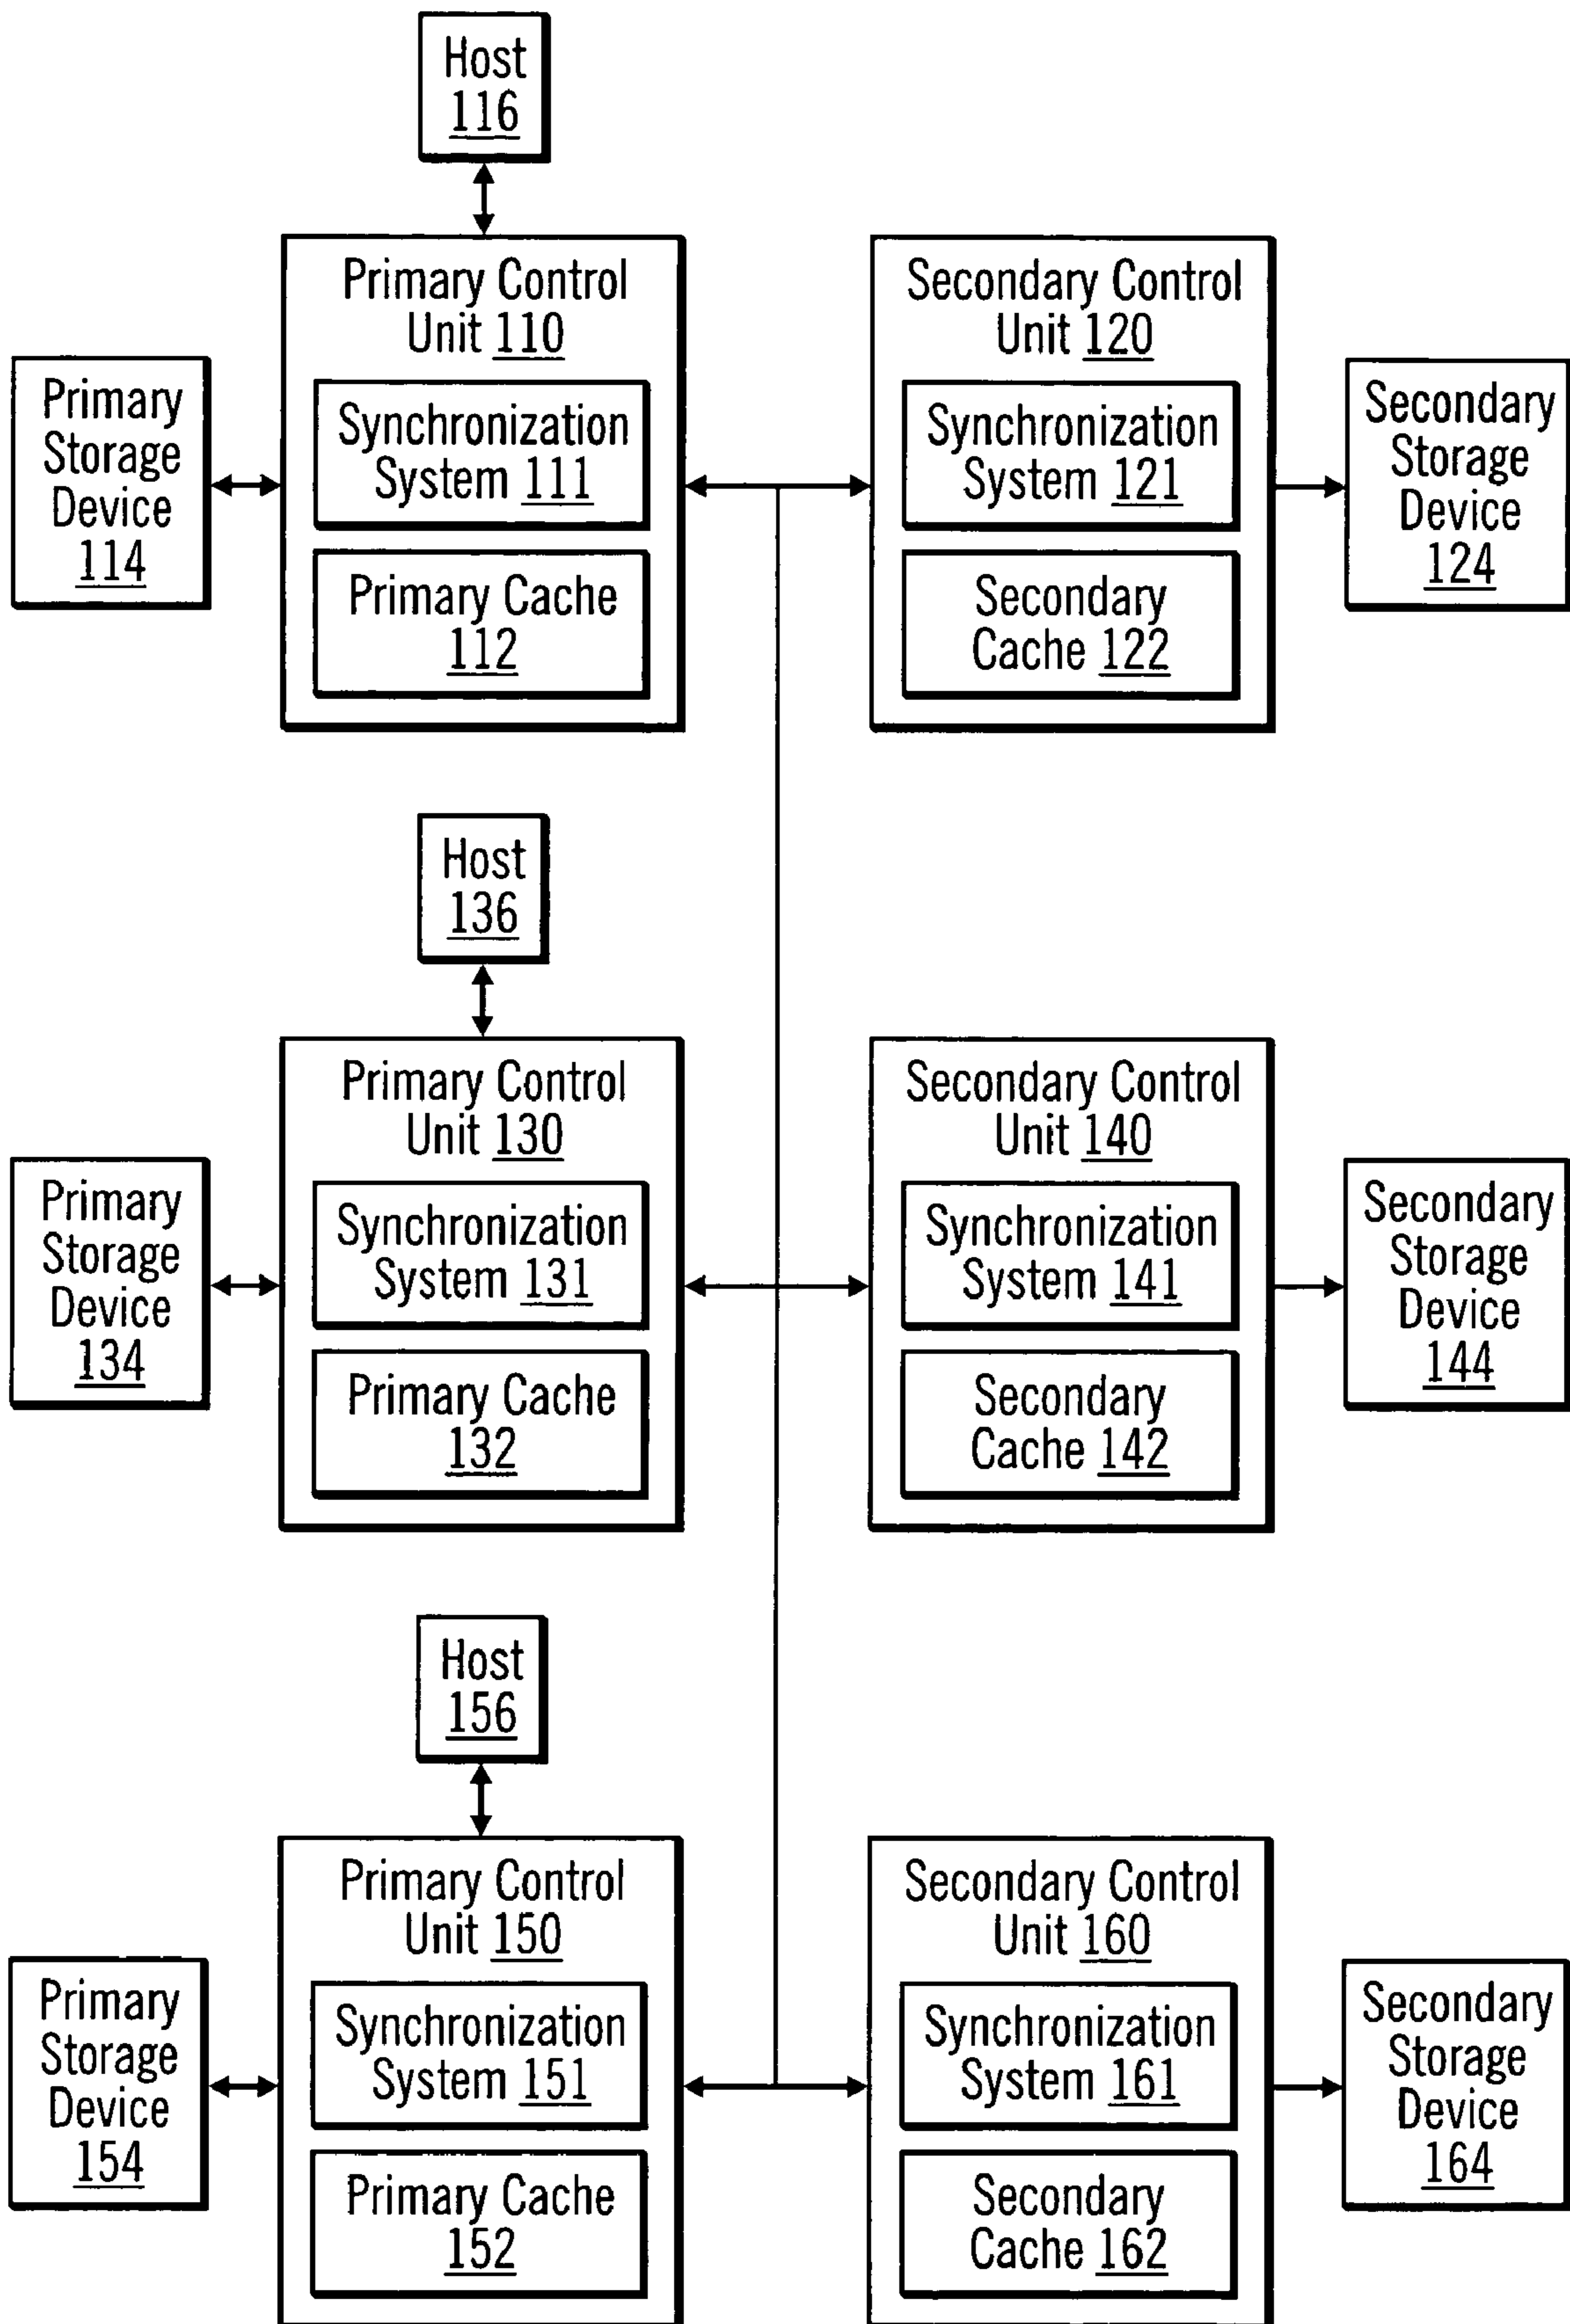 Host
116
Primary Control
Unit 110
Synchronization
System 111
Primary Cache
112
Primary
Storage
Device
114
Secondary Control
Unit 120
Synchronization
System 121
Secondary
Cache 122
Secondary
Storage
Device
124
Host
136
Primary Control
Unit 130
Synchronization
System 131
Primary Cache
132
Primary
Storage
Device
134
Secondary Control
Unit 140
Synchronization
System 141
Secondary
Cache 142
Secondary
Storage
Device
144
Host
156
Primary Control
Unit 150
Synchronization
System 151
Primary Cache
152
Primary
Storage
Device
154
Secondary Control
Unit 160
Synchronization
System 161
Secondary
Cache 162
Secondary
Storage
Device
164